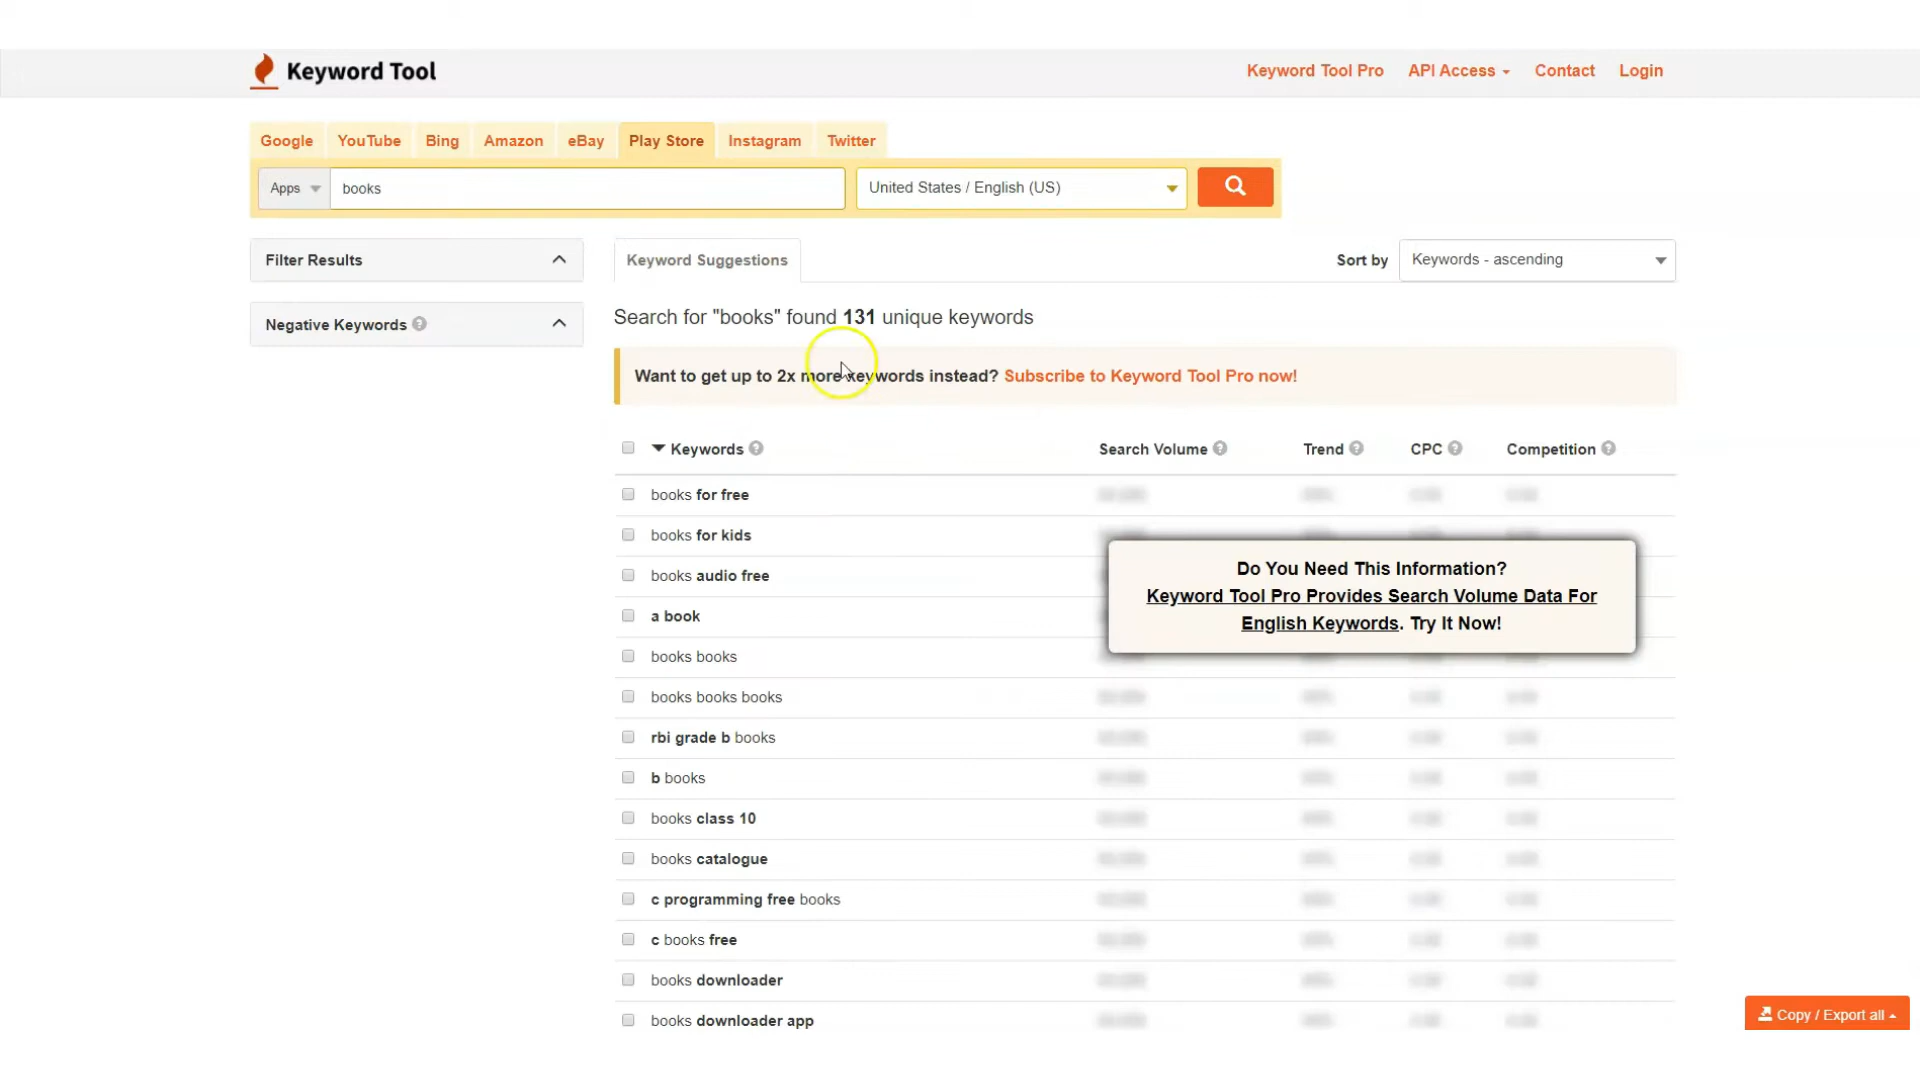 Keyword Tool
Keyword Tool Pro API Access Contact Login
Google YouTube Bing Amazon eBay Play Store Instagram Twitter
Apps books United States / English (US)
Filter Results
Negative Keywords ?
Keyword Suggestions
Sort by Keywords - ascending
Search for "books" found 131 unique keywords
Want to get up to 2x more keywords instead? Subscribe to Keyword Tool Pro now!
Keywords ? Search Volume ? Trend ? CPC ? Competition ?
books for free
books for kids
books audio free
a book
books books
books books books
rbi grade b books
b books
books class 10
books catalogue
c programming free books
c books free
books downloader
books downloader app
Do You Need This Information?
Keyword Tool Pro Provides Search Volume Data For
English Keywords. Try It Now!
Copy / Export all